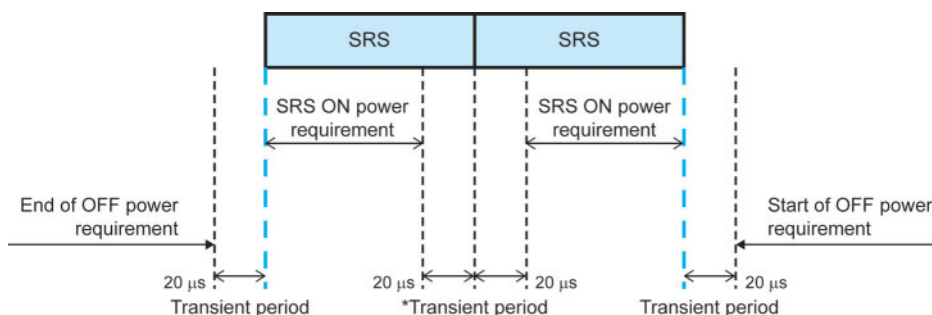 SRS SRS
SRS ON power
requirement
SRS ON power
requirement
End of OFF power
requirement
Start of OFF power
requirement
20 μs 20 μs 20 μs 20 μs
Transient period *Transient period Transient period